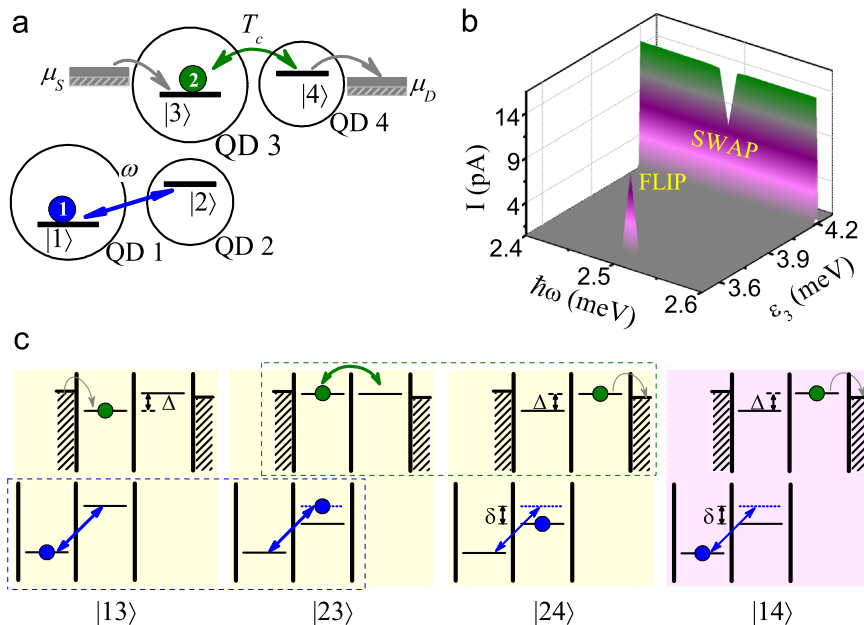 a
T_c
μ_S
2
|3⟩
|4⟩
μ_D
QD 3
QD 4
ω
1
|1⟩
|2⟩
QD 1
QD 2
b
I (pA)
14
9
4
SWAP
FLIP
2.4
2.5
2.6
ħω (meV)
3.6
3.9
4.2
ε_3 (meV)
c
Δ
Δ
Δ
δ
δ
|13⟩
|23⟩
|24⟩
|14⟩